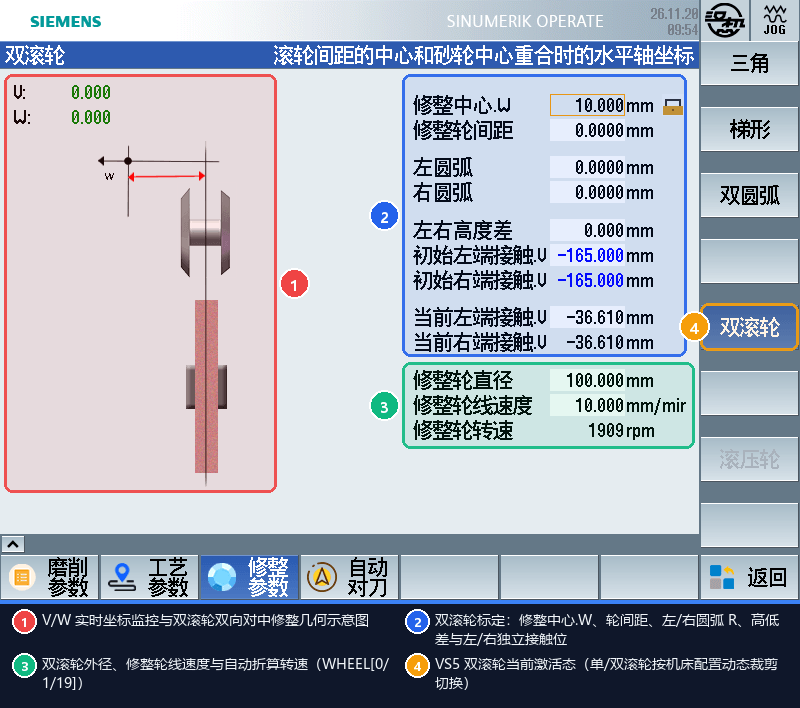 SIEMENS
SINUMERIK OPERATE
26.11.20
09:54
没机
JOG
双滚轮
滚轮间距的中心和砂轮中心重合时的水平轴坐标
V: 0.000
W: 0.000
w
1
修整中心.W 10.000 mm
修整轮间距 0.0000 mm
左圆弧 0.0000 mm
右圆弧 0.0000 mm
2
左右高度差 0.000 mm
初始左端接触.V -165.000 mm
初始右端接触.V -165.000 mm
当前左端接触.V -36.610 mm
当前右端接触.V -36.610 mm
3
修整轮直径 100.000 mm
修整轮线速度 10.000 mm/mir
修整轮转速 1909 rpm
三角
梯形
双圆弧
4 双滚轮
滚压轮
返回
磨削参数
工艺参数
修整参数
自动对刀
1 V/W 实时坐标监控与双滚轮双向对中修整几何示意图
2 双滚轮标定：修整中心.W、轮间距、左/右圆弧 R、高低
差与左/右独立接触位
3 双滚轮外径、修整轮线速度与自动折算转速（WHEEL[0/
1/19]）
4 VS5 双滚轮当前激活态（单/双滚轮按机床配置动态裁剪
切换）